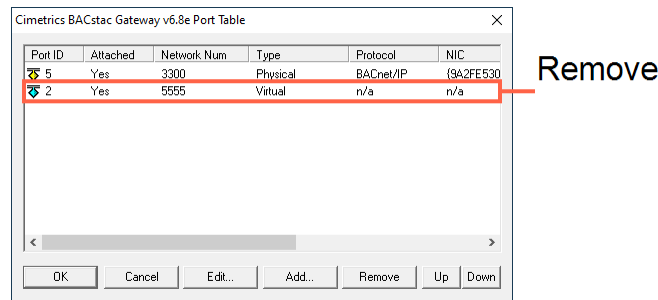 Cimetrics BACstac Gateway v6.8e Port Table
Port ID Attached Network Num Type Protocol NIC
5 Yes 3300 Physical BACnet/IP {9A2FE530
2 Yes 5555 Virtual n/a n/a
Remove
OK Cancel Edit... Add... Remove Up Down